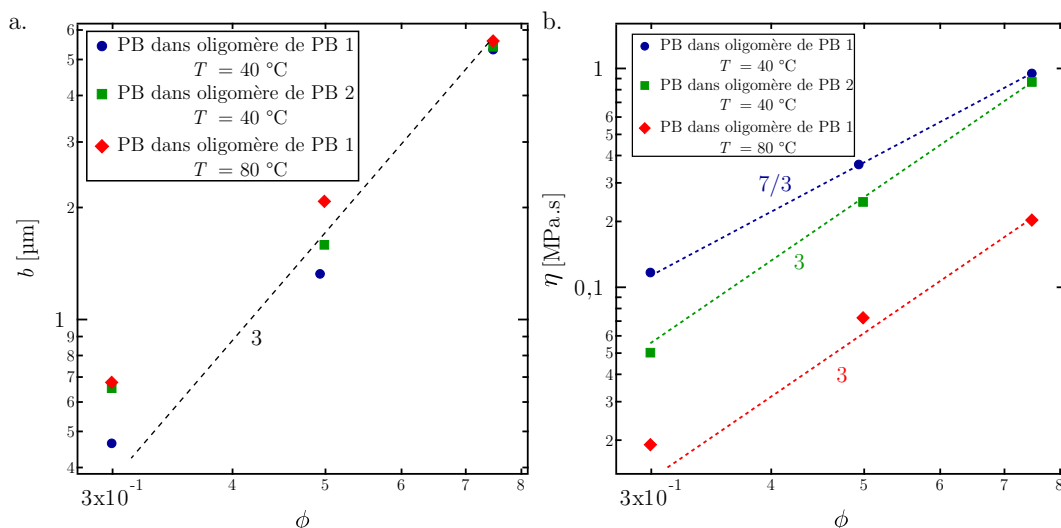 a.
6
5
4
3
2
1
9
8
7
6
5
4
b [µm]
PB dans oligomère de PB 1
T = 40 °C
PB dans oligomère de PB 2
T = 40 °C
PB dans oligomère de PB 1
T = 80 °C
3
3x10⁻¹
4
5
6
7
8
ϕ
b.
1
8
7
6
5
4
3
2
0,1
8
7
6
5
4
3
2
η [MPa.s]
PB dans oligomère de PB 1
T = 40 °C
PB dans oligomère de PB 2
T = 40 °C
PB dans oligomère de PB 1
T = 80 °C
7/3
3
3
3x10⁻¹
4
5
6
7
8
ϕ